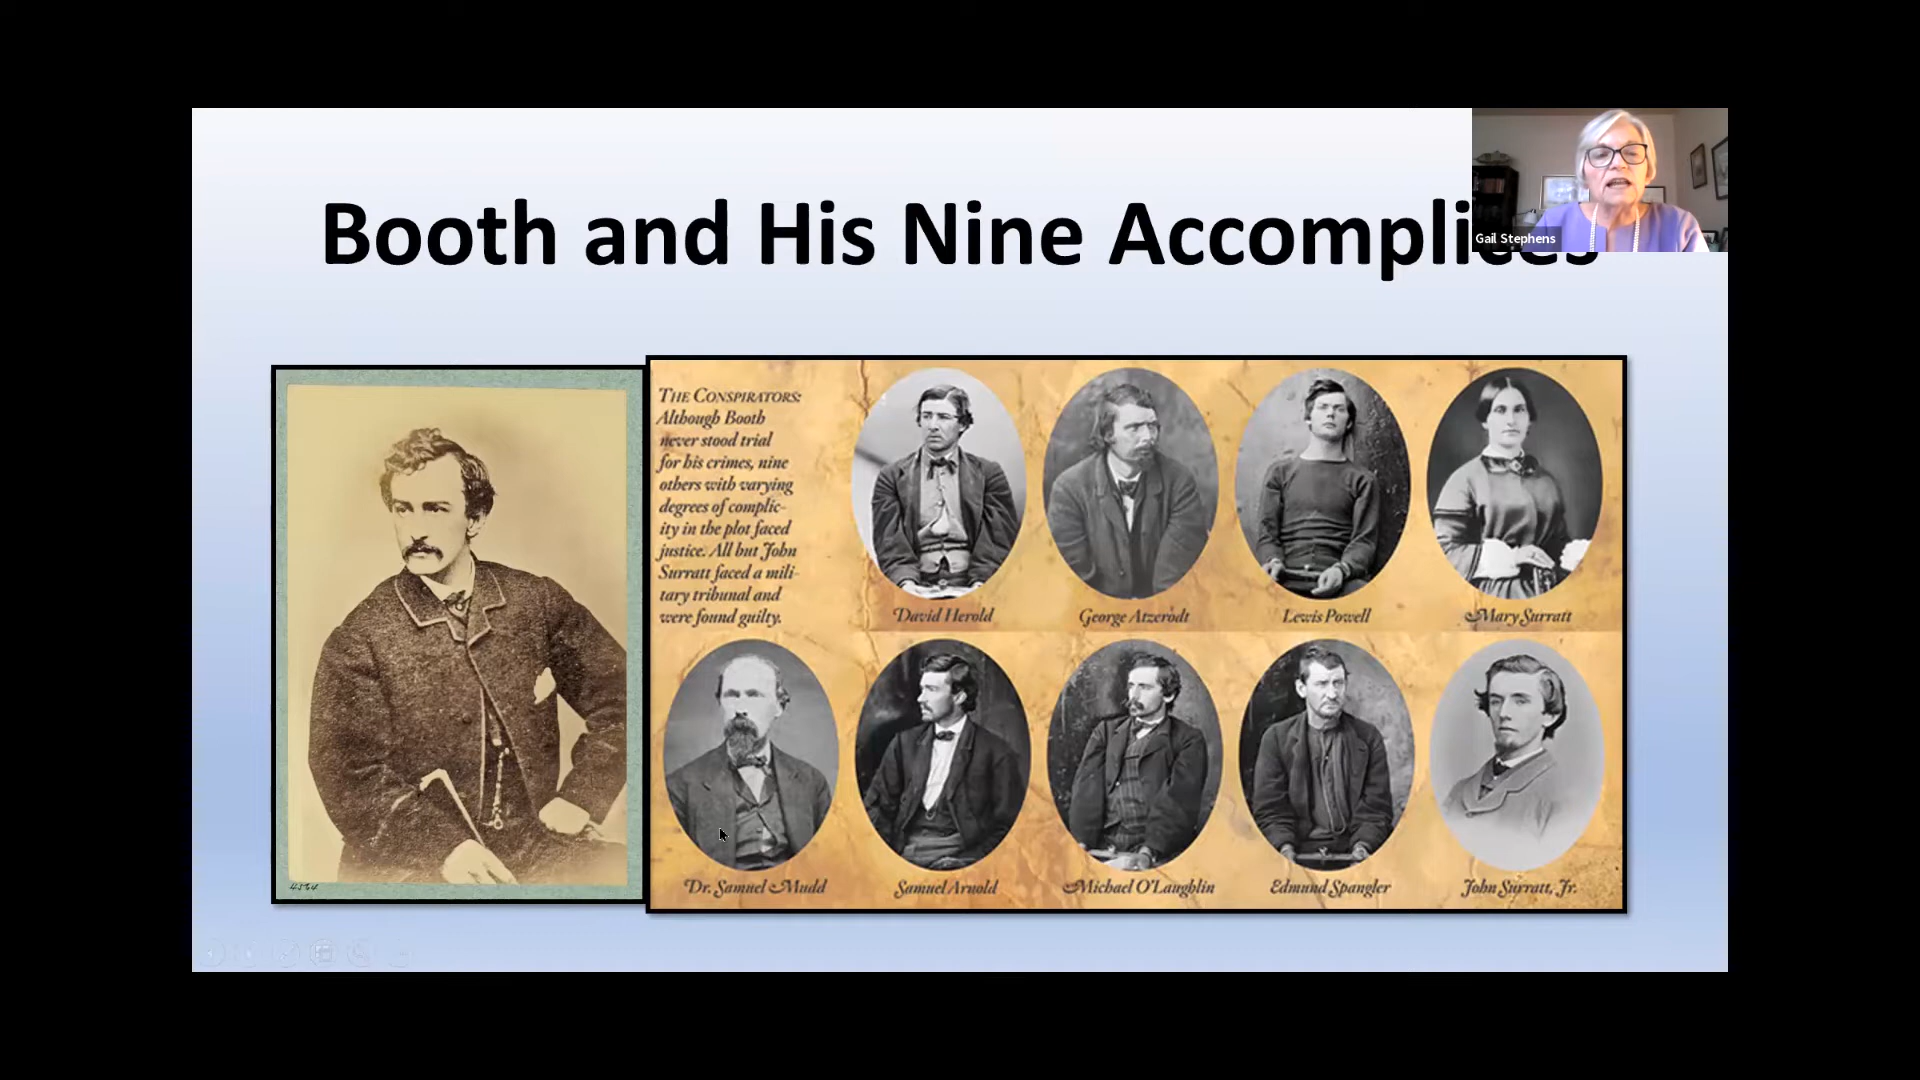 Booth and His Nine Accomplices
Gail Stephens
THE CONSPIRATORS:
Although Booth
never stood trial
for his crimes, nine
others with varying
degrees of complic-
ity in the plot faced
justice. All but John
Surratt faced a mili-
tary tribunal and
were found guilty.
David Herold
George Atzerodt
Lewis Powell
Mary Surratt
Dr. Samuel Mudd
Samuel Arnold
Michael O'Laughlin
Edmund Spangler
John Surratt, Jr.
4564